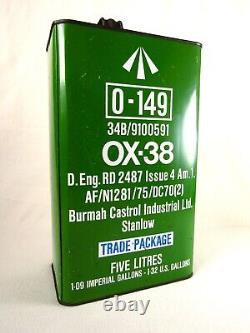 O-149
34B/9100591
OX-38
D.Eng. RD 2487 Issue 4 Am. 1.
AF/N1281/75/DC70(2)
Burmah Castrol Industrial Ltd.
Stanlow
TRADE PACKAGE
FIVE LITRES
1·09 IMPERIAL GALLONS - 1·32 U.S. GALLONS
ebay